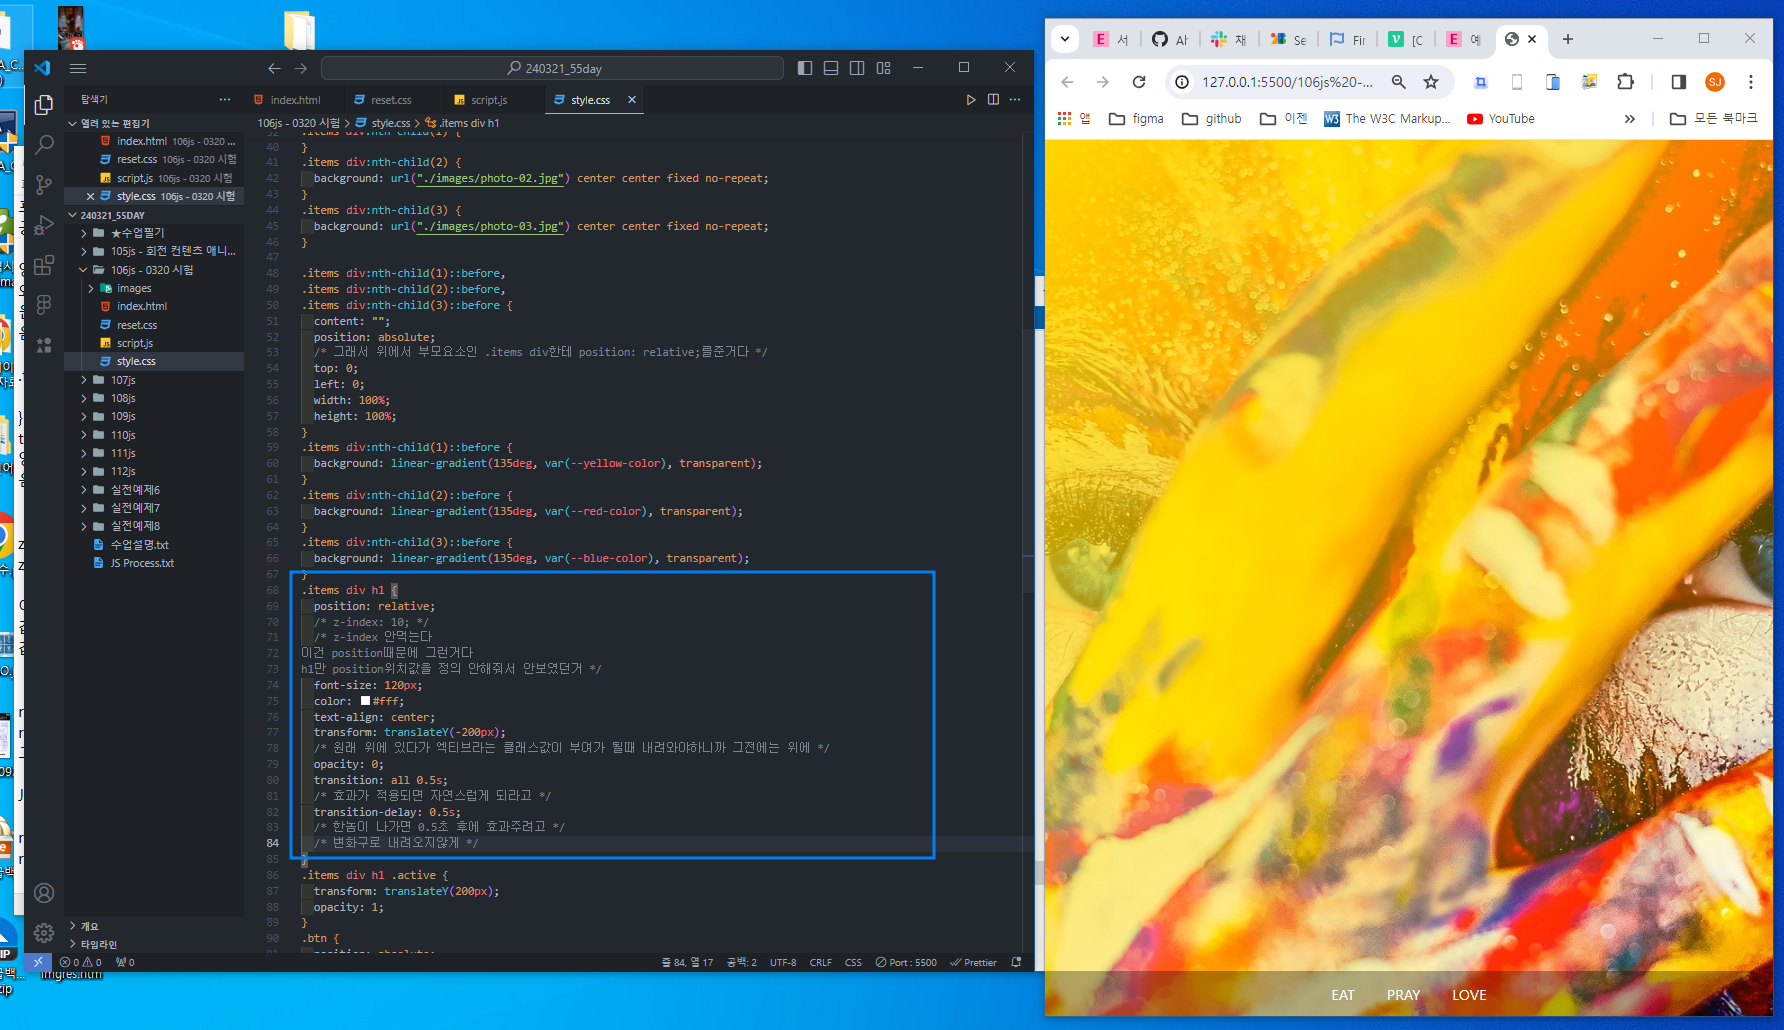 240321_55day
탐색기
index.html
reset.css
script.js
style.css
열려 있는 편집기
index.html 106js - 0320 ...
reset.css 106js - 0320 시험
script.js 106js - 0320 시험
style.css 106js - 0320 시험
240321_55DAY
★수업필기
105js - 회전 컨텐츠 애니...
106js - 0320 시험
images
index.html
reset.css
script.js
style.css
107js
108js
109js
110js
111js
112js
실전예제6
실전예제7
실전예제8
수업설명.txt
JS Process.txt
개요
타임라인
106js - 0320 시험 > style.css > .items div h1
40 }
41 .items div:nth-child(2) {
42 background: url("./images/photo-02.jpg") center center fixed no-repeat;
43 }
44 .items div:nth-child(3) {
45 background: url("./images/photo-03.jpg") center center fixed no-repeat;
46 }
47
48 .items div:nth-child(1)::before,
49 .items div:nth-child(2)::before,
50 .items div:nth-child(3)::before {
51 content: "";
52 position: absolute;
53 /* 그래서 위에서 부모요소인 .items div한테 position: relative;를준거다 */
54 top: 0;
55 left: 0;
56 width: 100%;
57 height: 100%;
58 }
59 .items div:nth-child(1)::before {
60 background: linear-gradient(135deg, var(--yellow-color), transparent);
61 }
62 .items div:nth-child(2)::before {
63 background: linear-gradient(135deg, var(--red-color), transparent);
64 }
65 .items div:nth-child(3)::before {
66 background: linear-gradient(135deg, var(--blue-color), transparent);
67 }
68 .items div h1 {
69 position: relative;
70 /* z-index: 10; */
71 /* z-index 안먹는다
72 이건 position때문에 그런거다
73 h1만 position위치값을 정의 안해줘서 안보였던거 */
74 font-size: 120px;
75 color: #fff;
76 text-align: center;
77 transform: translateY(-200px);
78 /* 원래 위에 있다가 엑티브라는 클래스값이 부여가 될때 내려와야하니까 그전에는 위에 */
79 opacity: 0;
80 transition: all 0.5s;
81 /* 효과가 적용되면 자연스럽게 되라고 */
82 transition-delay: 0.5s;
83 /* 한놈이 나가면 0.5초 후에 효과주려고 */
84 /* 변화구로 내려오지않게 */
85 }
86 .items div h1 .active {
87 transform: translateY(200px);
88 opacity: 1;
89 }
90 .btn {
0 0 0
줄 84, 열 17 공백: 2 UTF-8 CRLF CSS Port : 5500 Prettier
서
재
Se
Fir
[C
예
127.0.0.1:5500/106js%20-...
SJ
앱 figma github 이젠 The W3C Markup... YouTube » 모든 북마크
EAT PRAY LOVE